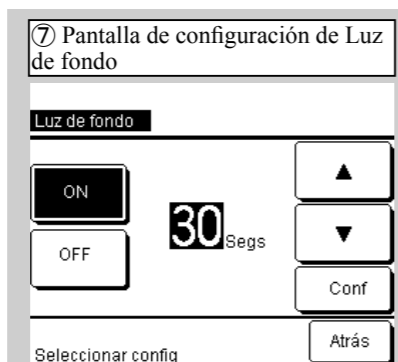 ⑦ Pantalla de configuración de Luz
de fondo
Luz de fondo
ON
30 Segs
OFF
Conf
Seleccionar config
Atrás